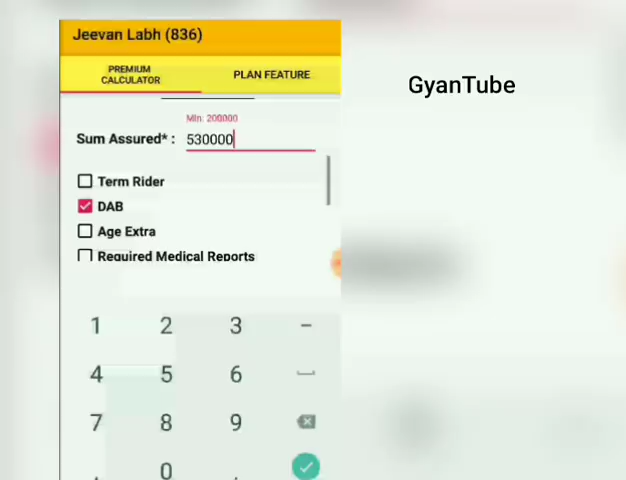 Jeevan Labh (836)
PREMIUM
CALCULATOR
PLAN FEATURE
GyanTube
Min: 200000
Sum Assured* : 530000
Term Rider
DAB
Age Extra
Required Medical Reports
1 2 3 –
4 5 6
7 8 9
0